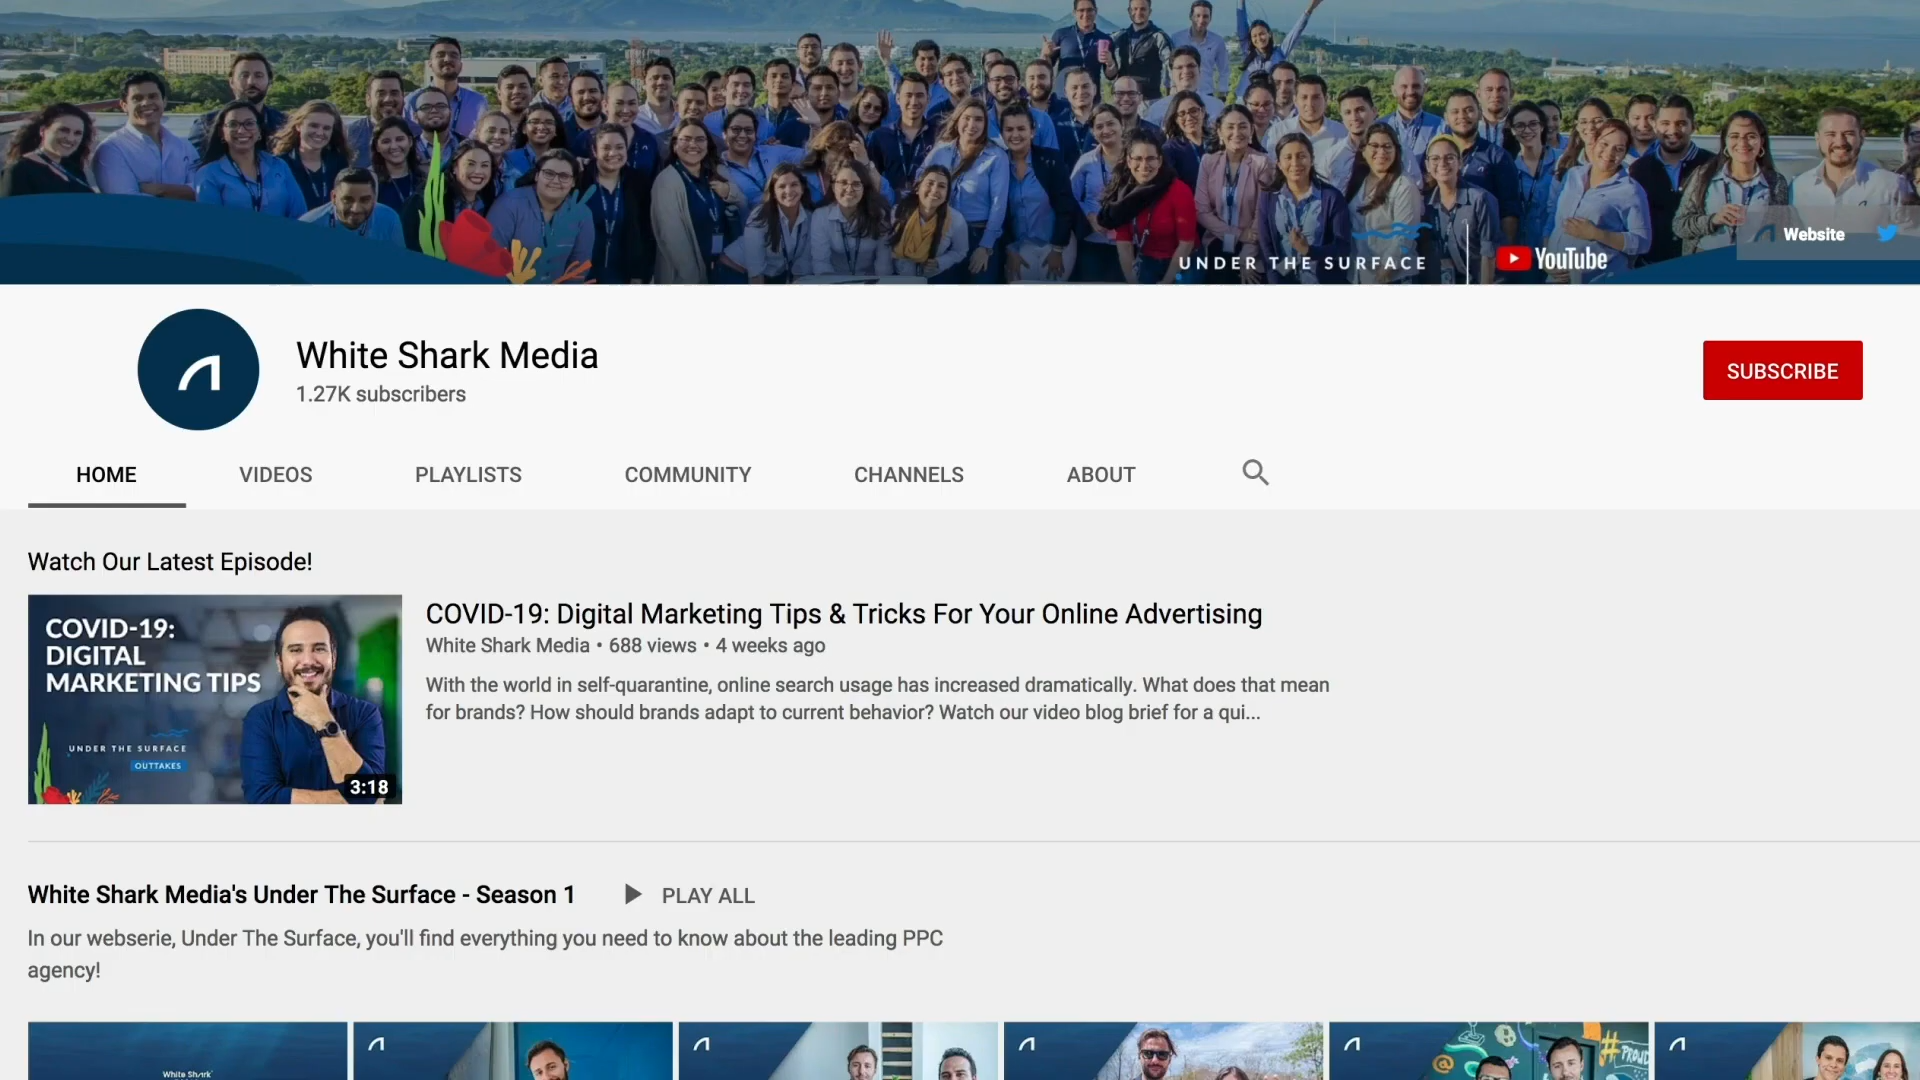 UNDER THE SURFACE
YouTube
Website
White Shark Media
1.27K subscribers
SUBSCRIBE
HOME
VIDEOS
PLAYLISTS
COMMUNITY
CHANNELS
ABOUT
Watch Our Latest Episode!
COVID-19:
DIGITAL
MARKETING TIPS
UNDER THE SURFACE
OUTTAKES
3:18
COVID-19: Digital Marketing Tips & Tricks For Your Online Advertising
White Shark Media • 688 views • 4 weeks ago
With the world in self-quarantine, online search usage has increased dramatically. What does that mean
for brands? How should brands adapt to current behavior? Watch our video blog brief for a qui...
White Shark Media's Under The Surface - Season 1
PLAY ALL
In our webserie, Under The Surface, you'll find everything you need to know about the leading PPC
agency!
White Shark
@